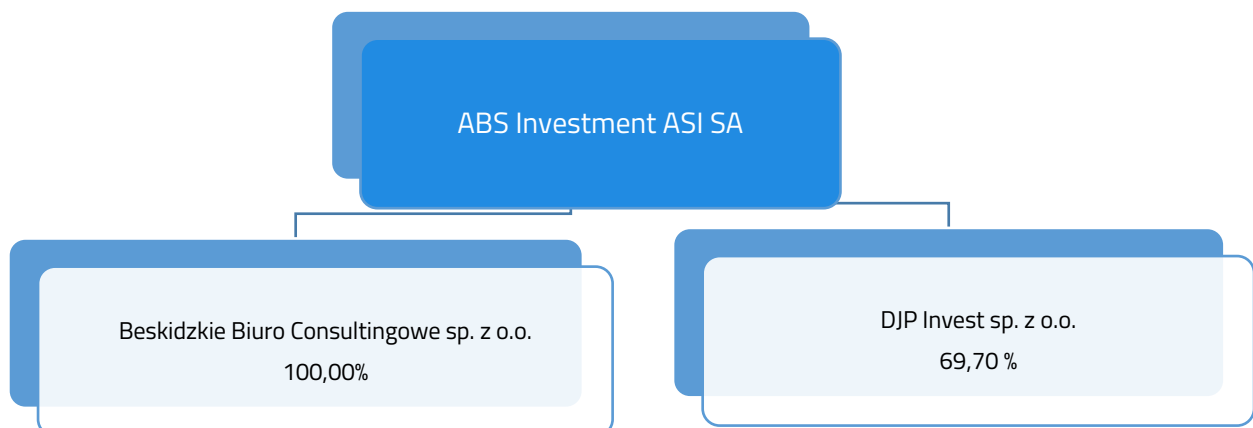 ABS Investment ASI SA
Beskidzkie Biuro Consultingowe sp. z o.o.
100,00%
DJP Invest sp. z o.o.
69,70 %